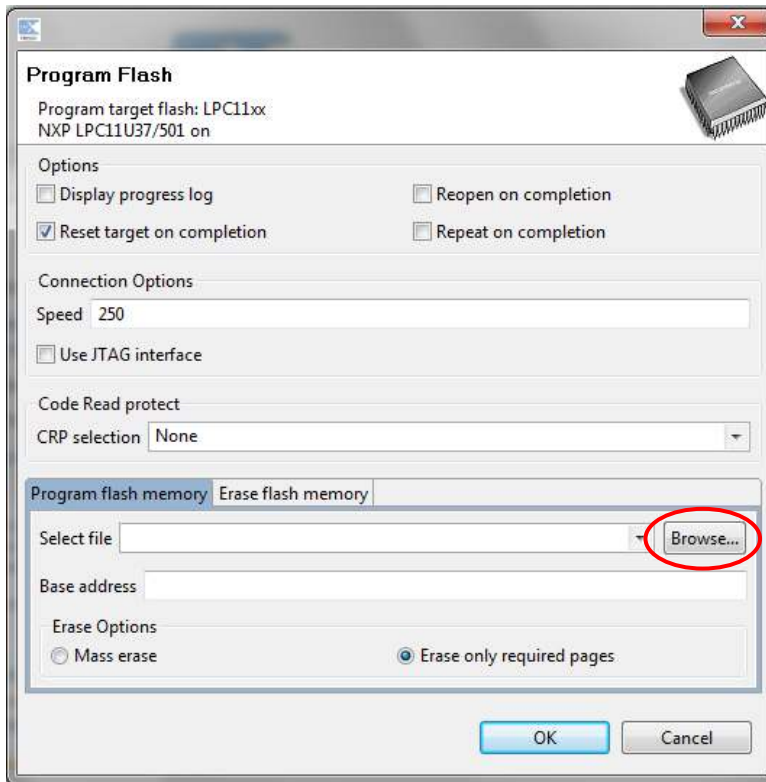 Program Flash
Program target flash: LPC11xx
NXP LPC11U37/501 on
Options
Display progress log
Reopen on completion
Reset target on completion
Repeat on completion
Connection Options
Speed 250
Use JTAG interface
Code Read protect
CRP selection None
Program flash memory Erase flash memory
Select file Browse...
Base address
Erase Options
Mass erase Erase only required pages
OK Cancel